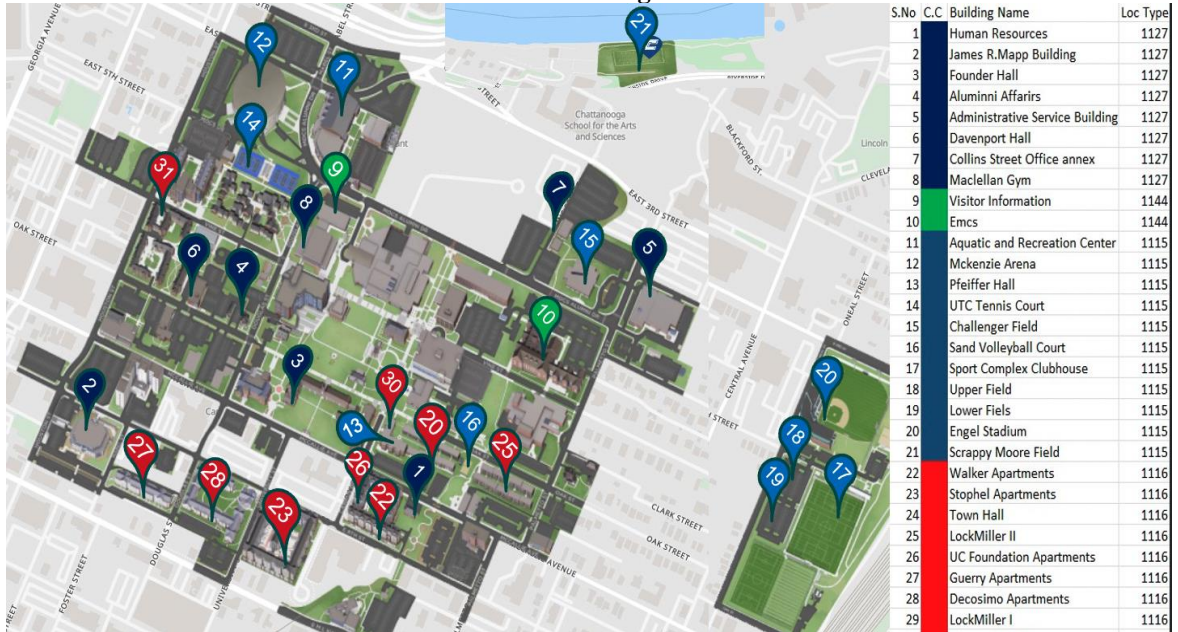 S.No C.C Building Name Loc Type
1 Human Resources 1127
2 James R.Mapp Building 1127
3 Founder Hall 1127
4 Aluminni Affarirs 1127
5 Administrative Service Building 1127
6 Davenport Hall 1127
7 Collins Street Office annex 1127
8 Maclellan Gym 1127
9 Visitor Information 1144
10 Emcs 1144
11 Aquatic and Recreation Center 1115
12 Mckenzie Arena 1115
13 Pfeiffer Hall 1115
14 UTC Tennis Court 1115
15 Challenger Field 1115
16 Sand Volleyball Court 1115
17 Sport Complex Clubhouse 1115
18 Upper Field 1115
19 Lower Fiels 1115
20 Engel Stadium 1115
21 Scrappy Moore Field 1115
22 Walker Apartments 1116
23 Stophel Apartments 1116
24 Town Hall 1116
25 LockMiller II 1116
26 UC Foundation Apartments 1116
27 Guerry Apartments 1116
28 Decosimo Apartments 1116
29 LockMiller I 1116
GEORGIA AVENUE
EAST 5TH STREET
OAK STREET
Chattanooga
School for the Arts
and Sciences
EAST 3RD STREET
BLACKFORD ST.
Lincoln
CLEVELA
ONEAL STREET
CENTRAL AVENUE
CLARK STREET
OAK STREET
AVENUE
DOUGLAS S
FOSTER STREET
UNIVE
21
12
11
14
31
9
8
7
15
5
6
4
10
3
2
30
13
20
16
25
27
28
26
1
22
23
20
18
19
17